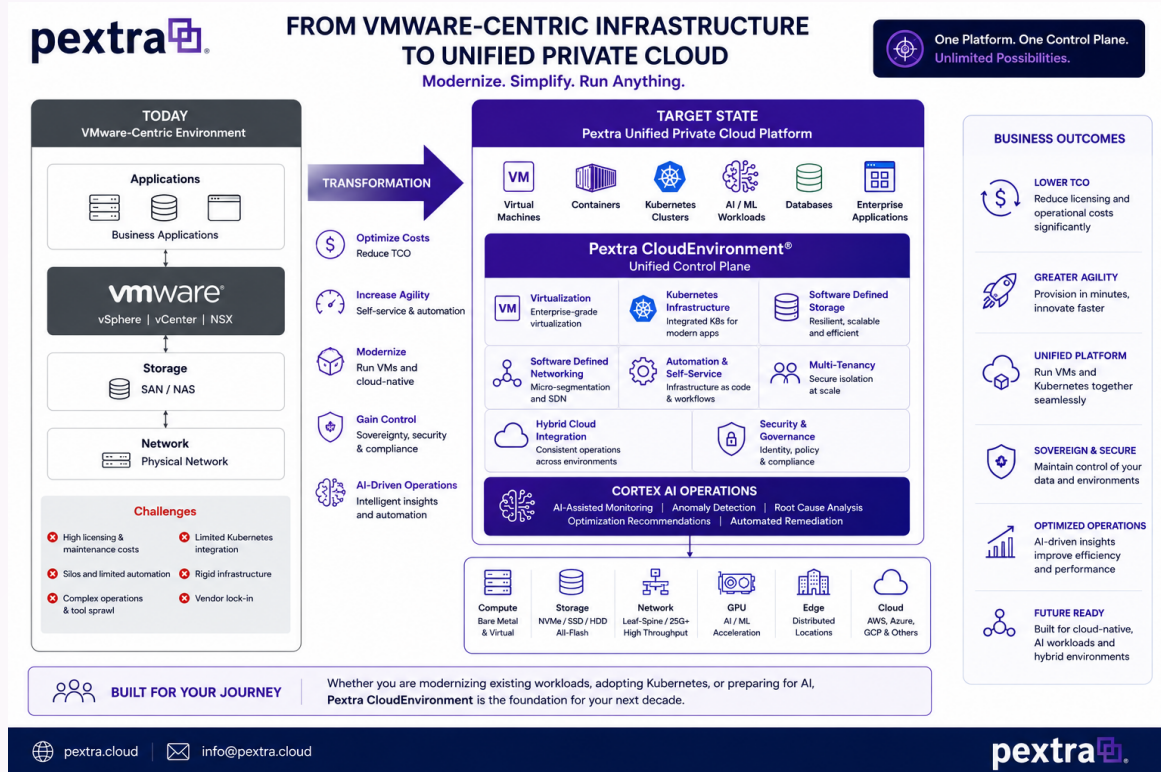 pextra
FROM VMWARE-CENTRIC INFRASTRUCTURE
TO UNIFIED PRIVATE CLOUD
Modernize. Simplify. Run Anything.
One Platform. One Control Plane.
Unlimited Possibilities.
TODAY
VMware-Centric Environment
Applications
Business Applications
vmware®
vSphere | vCenter | NSX
Storage
SAN / NAS
Network
Physical Network
Challenges
High licensing &
maintenance costs
Limited Kubernetes
integration
Silos and limited automation
Rigid infrastructure
Complex operations
& tool sprawl
Vendor lock-in
TRANSFORMATION
$
Optimize Costs
Reduce TCO
Increase Agility
Self-service & automation
Modernize
Run VMs and
cloud-native
Gain Control
Sovereignty, security
& compliance
AI-Driven Operations
Intelligent insights
and automation
TARGET STATE
Pextra Unified Private Cloud Platform
VM
Virtual
Machines
Containers
Kubernetes
Clusters
AI / ML
Workloads
Databases
Enterprise
Applications
Pextra CloudEnvironment®
Unified Control Plane
VM
Virtualization
Enterprise-grade
virtualization
Kubernetes
Infrastructure
Integrated K8s for
modern apps
Software Defined
Storage
Resilient, scalable
and efficient
Software Defined
Networking
Micro-segmentation
and SDN
Automation &
Self-Service
Infrastructure as code
& workflows
Multi-Tenancy
Secure isolation
at scale
Hybrid Cloud
Integration
Consistent operations
across environments
Security &
Governance
Identity, policy
& compliance
CORTEX AI OPERATIONS
AI-Assisted Monitoring | Anomaly Detection | Root Cause Analysis
Optimization Recommendations | Automated Remediation
Compute
Bare Metal
& Virtual
Storage
NVMe / SSD / HDD
All-Flash
Network
Leaf-Spine / 25G+
High Throughput
GPU
AI / ML
Acceleration
Edge
Distributed
Locations
Cloud
AWS, Azure,
GCP & Others
BUSINESS OUTCOMES
$
LOWER TCO
Reduce licensing and
operational costs
significantly
GREATER AGILITY
Provision in minutes,
innovate faster
UNIFIED PLATFORM
Run VMs and
Kubernetes together
seamlessly
SOVEREIGN & SECURE
Maintain control of your
data and environments
OPTIMIZED OPERATIONS
AI-driven insights
improve efficiency
and performance
FUTURE READY
Built for cloud-native,
AI workloads and
hybrid environments
BUILT FOR YOUR JOURNEY
Whether you are modernizing existing workloads, adopting Kubernetes, or preparing for AI,
Pextra CloudEnvironment is the foundation for your next decade.
pextra.cloud
info@pextra.cloud
pextra